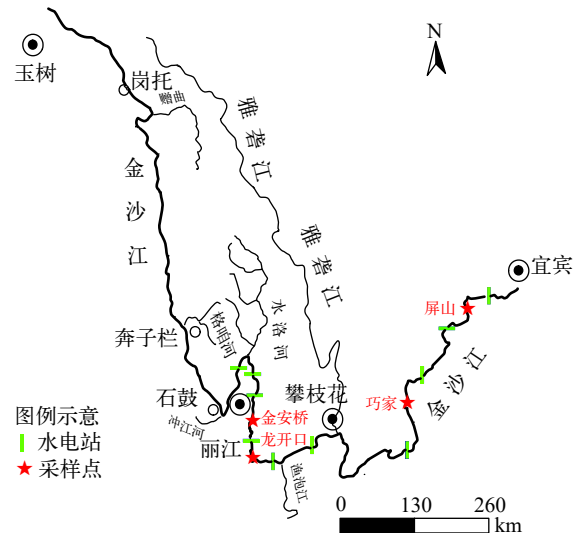 N
玉树
岗托
赠曲
雅砻江
金沙江
雅砻江
宜宾
屏山
水洛河
格咱河
奔子栏
金沙江
攀枝花
巧家
石鼓
冲江河
金安桥
龙开口
丽江
渔泡江
图例示意
水电站
采样点
0 130 260
km